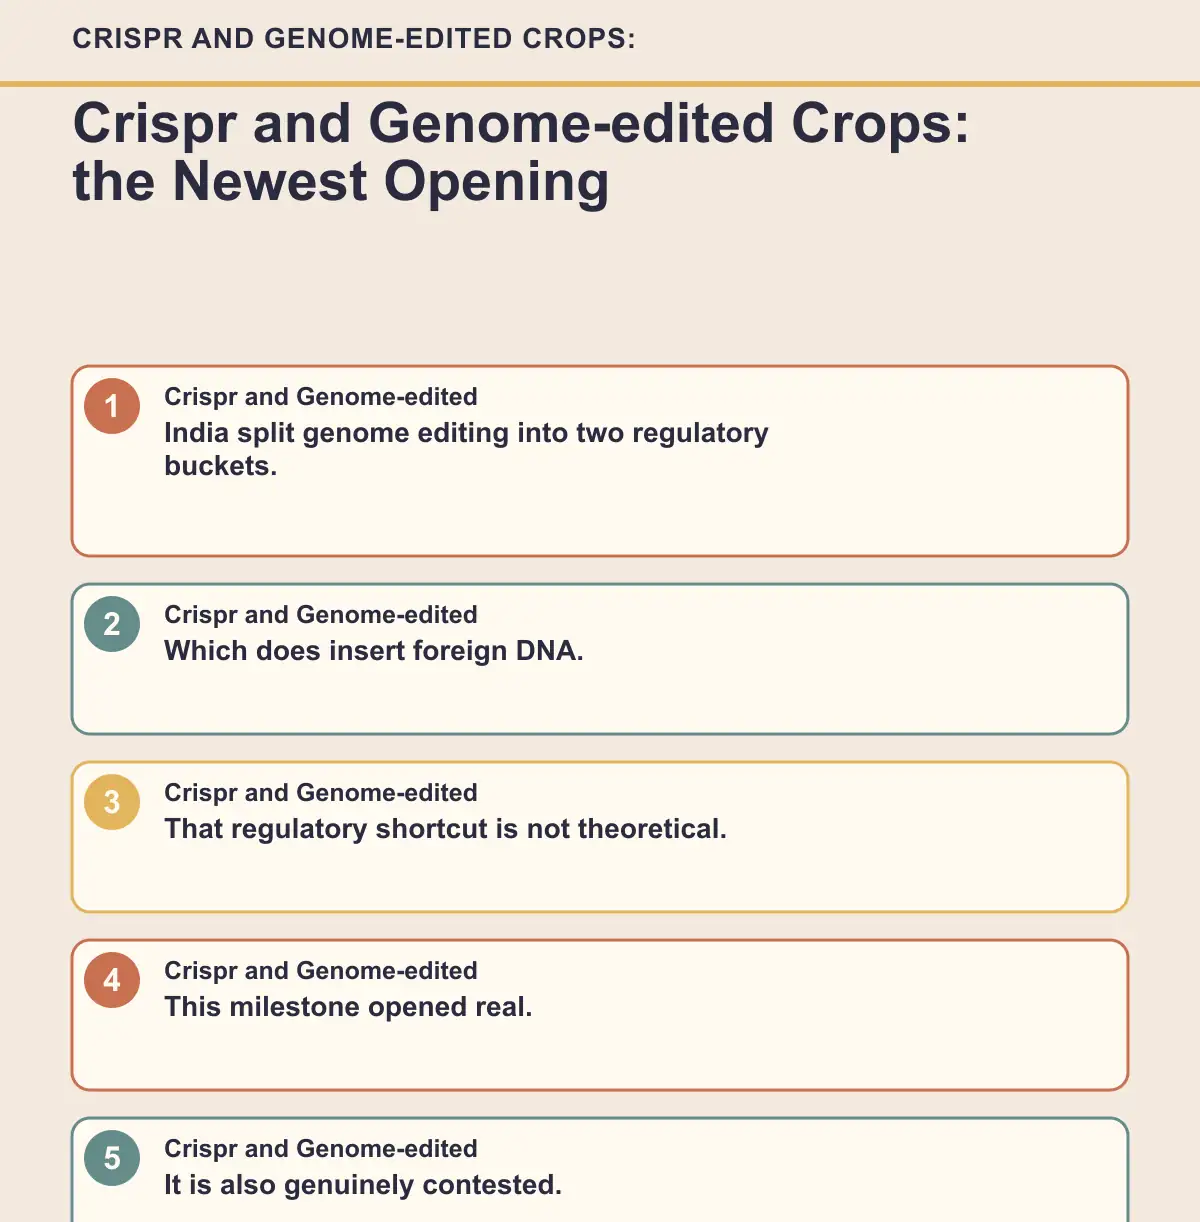 CRISPR AND GENOME-EDITED CROPS:
Crispr and Genome-edited Crops:
the Newest Opening
1
Crispr and Genome-edited
India split genome editing into two regulatory
buckets.
2
Crispr and Genome-edited
Which does insert foreign DNA.
3
Crispr and Genome-edited
That regulatory shortcut is not theoretical.
4
Crispr and Genome-edited
This milestone opened real.
5
Crispr and Genome-edited
It is also genuinely contested.